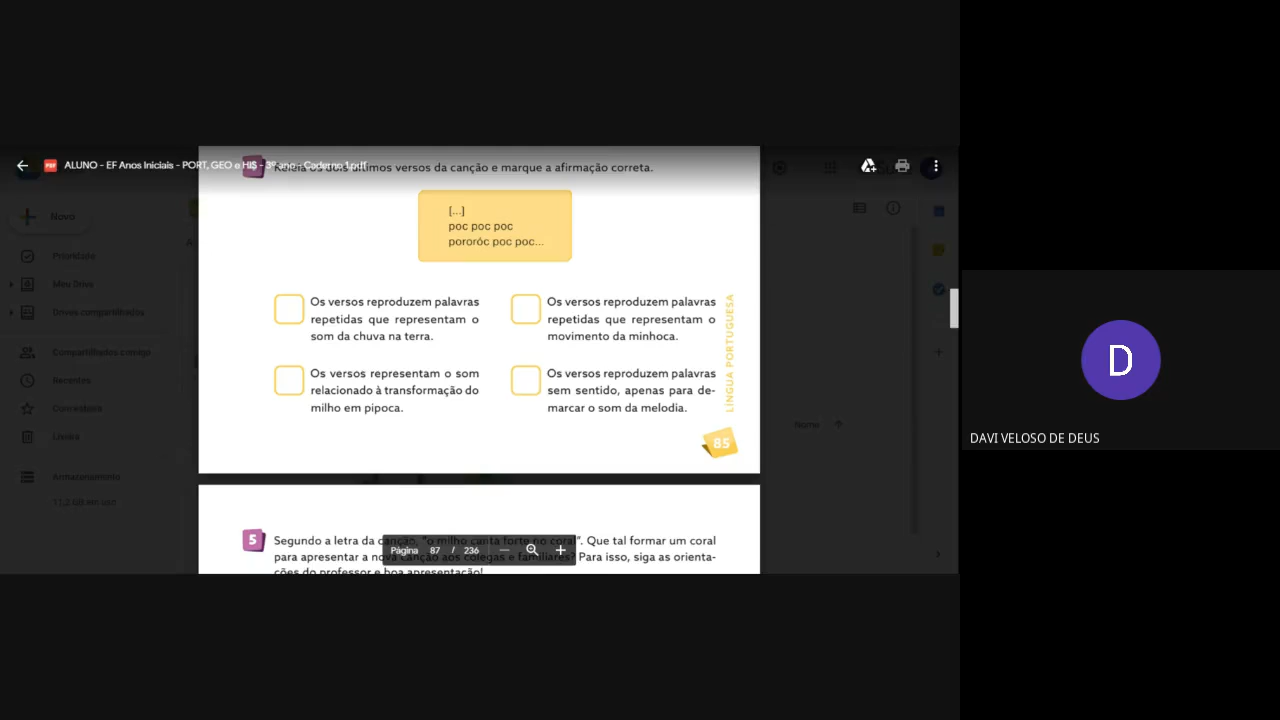 ALUNO - EF Anos Iniciais - PORT, GEO e HIS - 3º ano - Caderno 1.pdf
Releia os dois últimos versos da canção e marque a afirmação correta.
Novo
[...]
poc poc poc
pororóc poc poc...
Prioridade
Meu Drive
Drives compartilhados
Compartilhados comigo
Recentes
Com estrela
Lixeira
Armazenamento
11,2 GB em uso
Os versos reproduzem palavras
repetidas que representam o
som da chuva na terra.
Os versos reproduzem palavras
repetidas que representam o
movimento da minhoca.
Os versos representam o som
relacionado à transformação do
milho em pipoca.
Os versos reproduzem palavras
sem sentido, apenas para de-
marcar o som da melodia.
LÍNGUA PORTUGUESA
85
Nome
5
Segundo a letra da canção, "o milho canta forte no coral". Que tal formar um coral
para apresentar a nova canção aos colegas e familiares? Para isso, siga as orienta-
ções do professor e boa apresentação!
Página 87 / 236
D
DAVI VELOSO DE DEUS